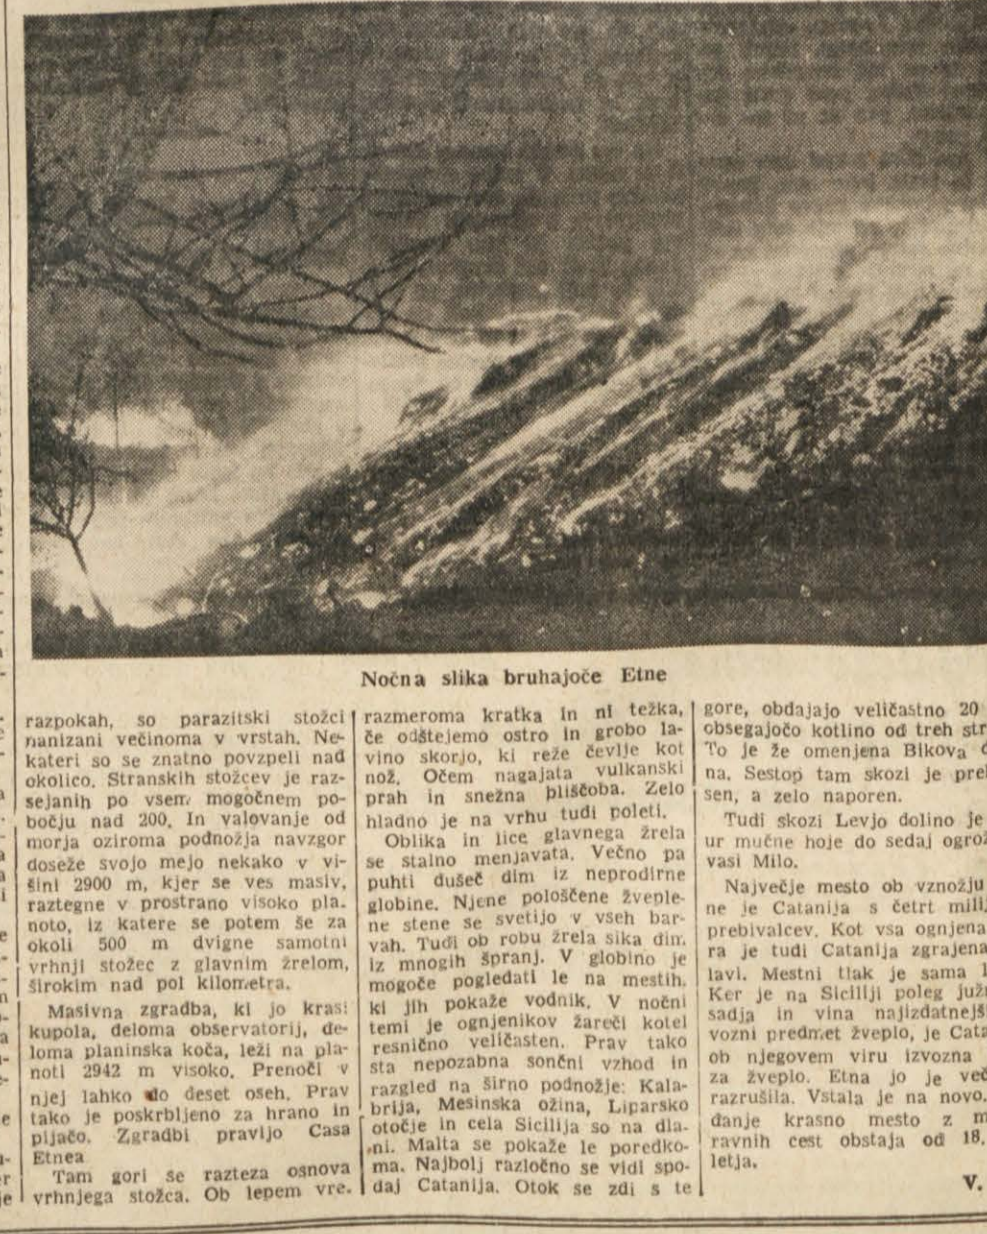 Nočna slika bruhajoče Etne
razpokah, so parazitski stožci
nanizani večinoma v vrstah. Ne-
kateri so se znatno povzpeli nad
okolico. Stranskih stožcev je raz-
sejanih po vsem mogočnem po-
bočju nad 200. In valovanje od
morja oziroma podnožja navzgor
doseže svojo mejo nekako v vi-
šini 2900 m, kjer se ves masiv,
raztegne v prostrano visoko pla-
noto, iz katere se potem še za
okoli 500 m dvigne samotni
vrhnji stožec z glavnim žrelom,
širokim nad pol kilometra.
Masivna zgradba, ki jo krasi
kupola, deloma observatorij, de-
loma planinska koča, leži na pla-
noti 2942 m visoko. Prenoči v
njej lahko do deset oseh. Prav
tako je poskrbljeno za hrano in
pijačo. Zgradbi pravijo Casa
Etnea
Tam gori se razteza osnova
vrhnjega stožca. Ob lepem vre.
razmeroma kratka in ni težka,
če odštejemo ostro in grobo la-
vino skorjo, ki reže čevlje kot
nož. Očem nagajata vulkanski
prah in snežna bliščoba. Zelo
hladno je na vrhu tudi poleti.
Oblika in lice glavnega žrela
se stalno menjavata. Večno pa
puhti dušeč dim iz neprodirne
globine. Njene pološčene žveple-
ne stene se svetijo v vseh bar-
vah. Tudi ob robu žrela sika dim
iz mnogih špranj. V globino je
mogoče pogledati le na mestih,
ki jih pokaže vodnik. V nočni
temi je ognjenikov žareči kotel
resnično veličasten. Prav tako
sta nepozabna sončni vzhod in
razgled na širno podnožje: Kala-
brija, Mesinska ožina, Liparsko
otočje in cela Sicilija so na dla-
ni. Malta se pokaže le poredko-
ma. Najbolj razločno se vidi spo-
daj Catanija. Otok se zdi s te
gore, obdajajo veličastno 20
obsegajočo kotlino od treh str
To je že omenjena Bikova d
na. Sestop tam skozi je pre
sen, a zelo naporen.
Tudi skozi Levjo dolino je
ur mučne hoje do sedaj ogrož
vasi Milo.
Največje mesto ob vznožju
ne je Catanija s četrt mili
prebivalcev. Kot vsa ognjena
ra je tudi Catanija zgrajena
lavi. Mestni tlak je sama l
Ker je na Siciliji poleg juž
sadja in vina najizdatnejš
vozni predmet žveplo, je Cata
ob njegovem viru izvozna
za žveplo. Etna jo je več
razrušila. Vstala je na novo.
danje krasno mesto z m
ravnih cest obstaja od 18.
letja.
V.